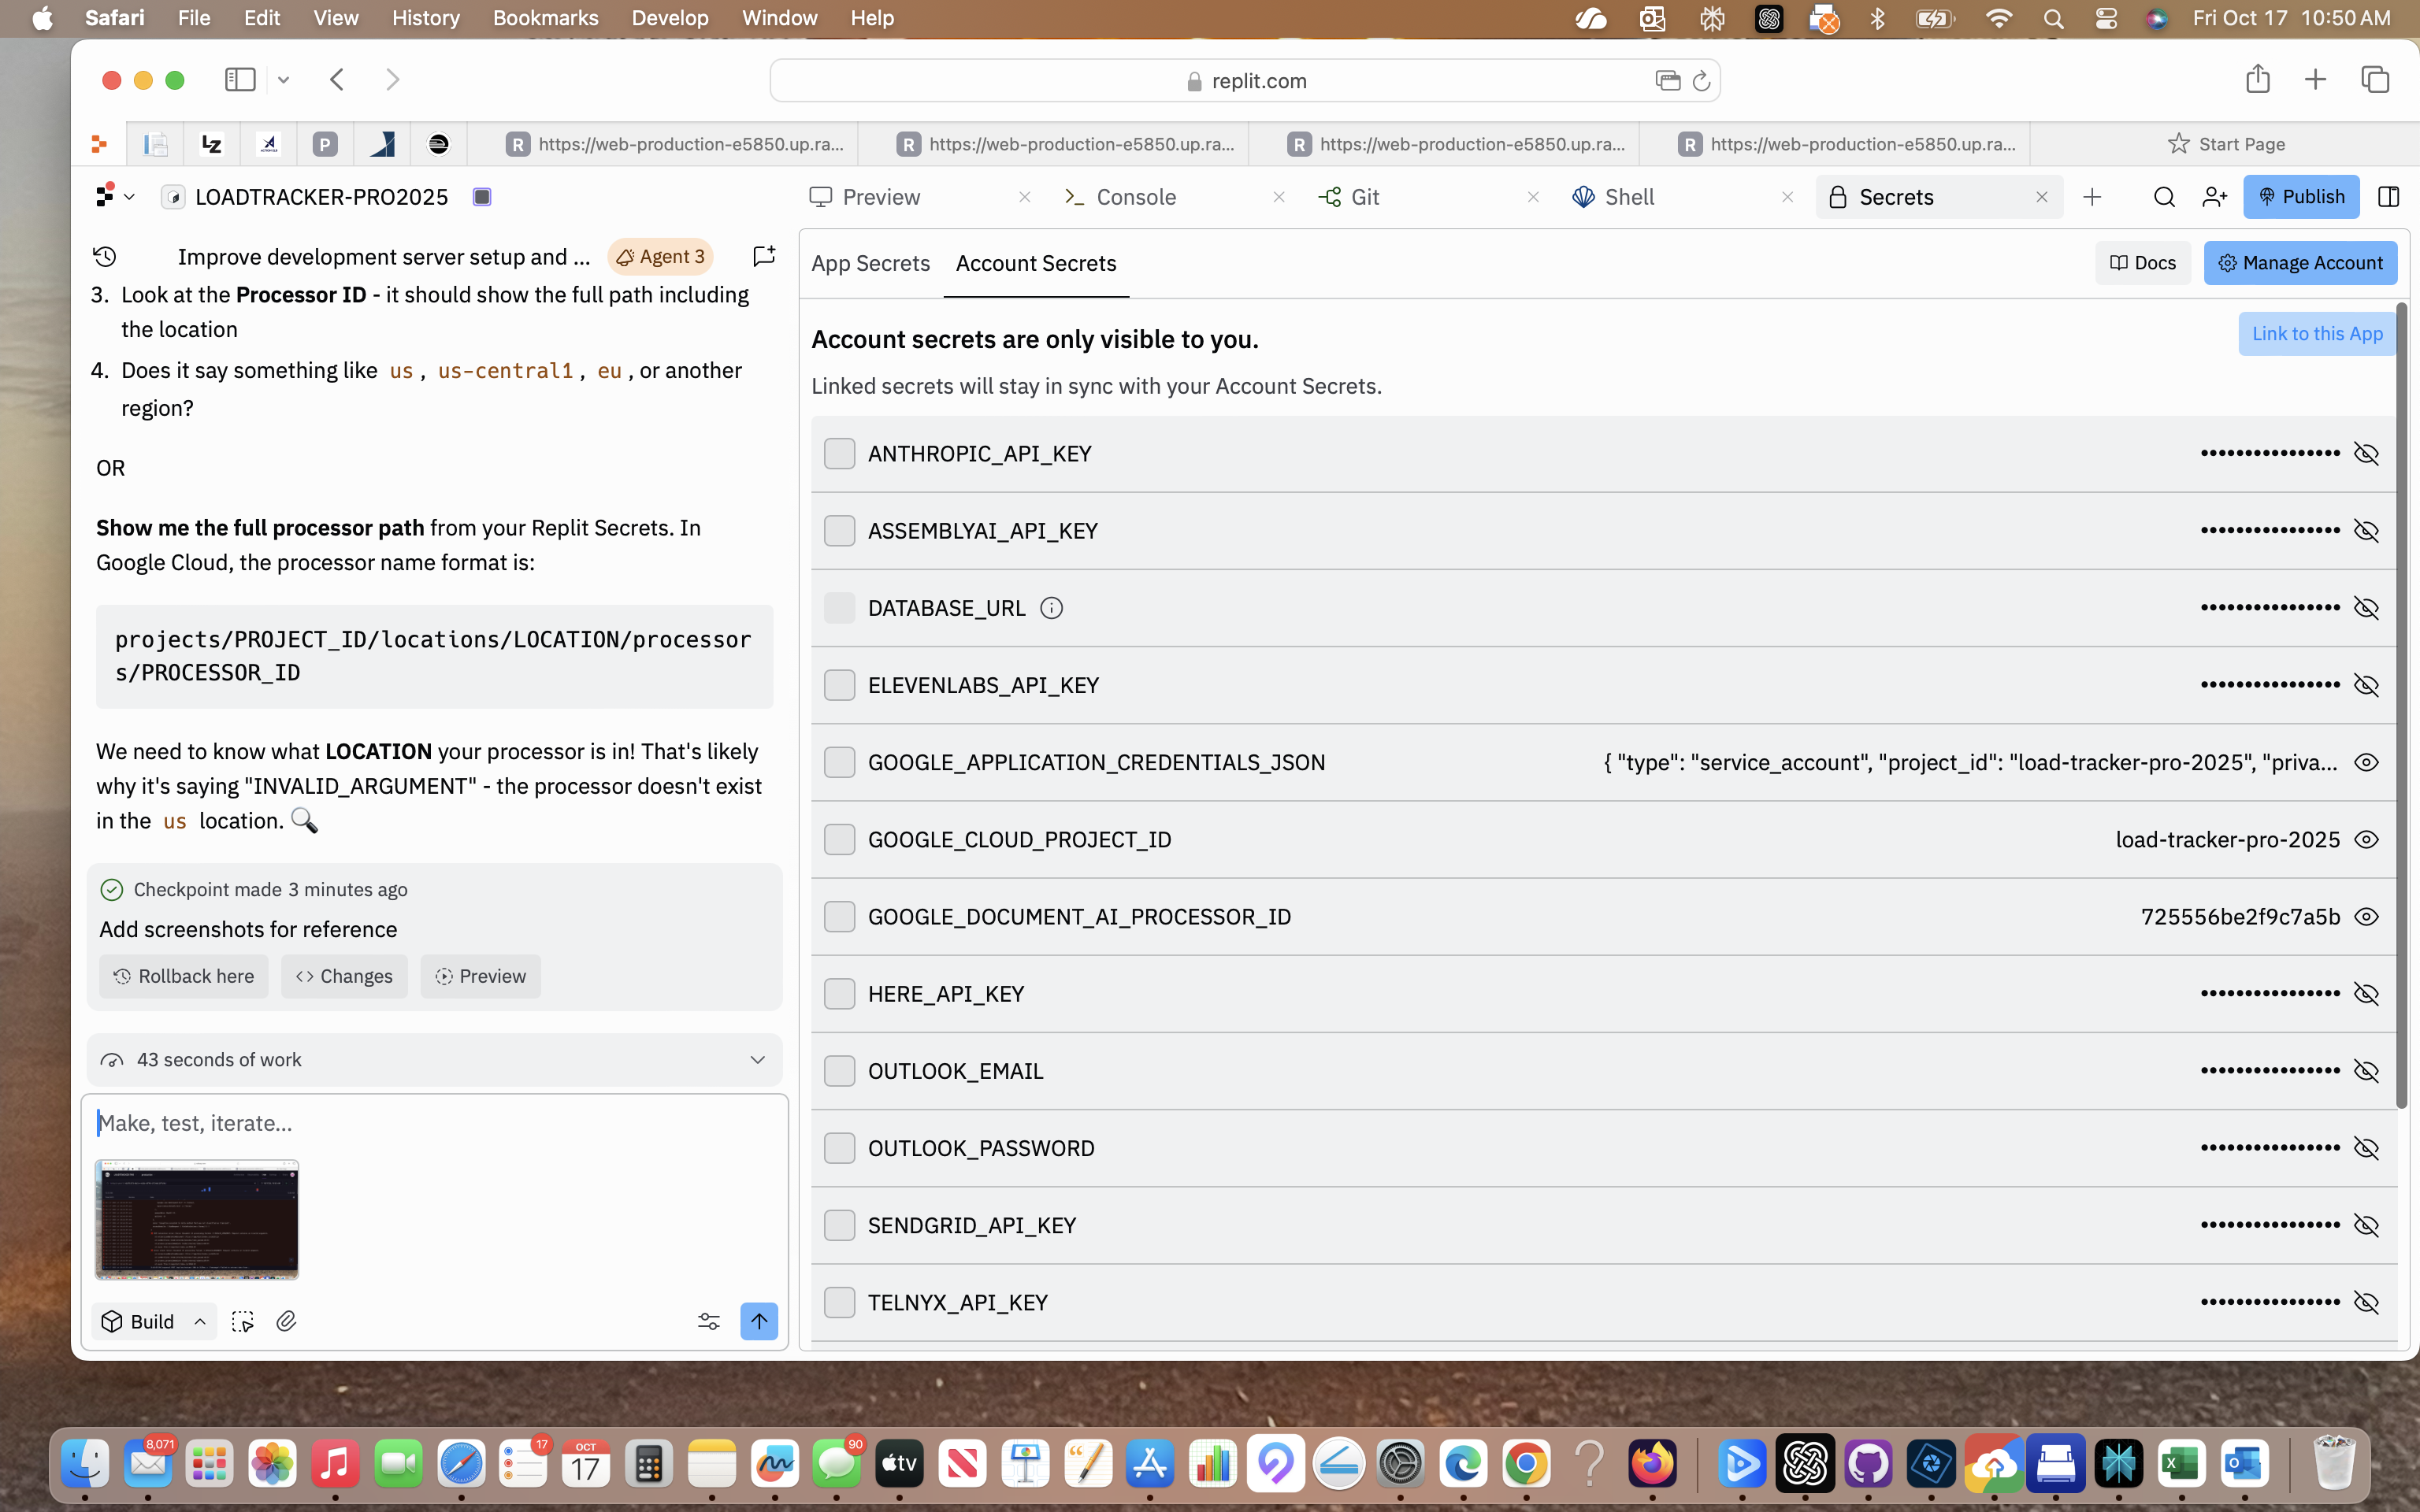 Safari File Edit View History Bookmarks Develop Window Help Fri Oct 17 10:50 AM
replit.com
LZ P R https://web-production-e5850.up.ra... R https://web-production-e5850.up.ra... R https://web-production-e5850.up.ra... R https://web-production-e5850.up.ra... Start Page
LOADTRACKER-PRO2025
Preview Console Git Shell Secrets Publish
Improve development server setup and ... Agent 3
3. Look at the Processor ID - it should show the full path including
the location
4. Does it say something like us, us-central1, eu, or another
region?
OR
Show me the full processor path from your Replit Secrets. In
Google Cloud, the processor name format is:
projects/PROJECT_ID/locations/LOCATION/processor
s/PROCESSOR_ID
We need to know what LOCATION your processor is in! That's likely
why it's saying "INVALID_ARGUMENT" - the processor doesn't exist
in the us location.
Checkpoint made 3 minutes ago
Add screenshots for reference
Rollback here Changes Preview
43 seconds of work
Make, test, iterate...
Build
App Secrets Account Secrets Docs Manage Account
Account secrets are only visible to you. Link to this App
Linked secrets will stay in sync with your Account Secrets.
ANTHROPIC_API_KEY ••••••••••••••••
ASSEMBLYAI_API_KEY ••••••••••••••••
DATABASE_URL ••••••••••••••••
ELEVENLABS_API_KEY ••••••••••••••••
GOOGLE_APPLICATION_CREDENTIALS_JSON { "type": "service_account", "project_id": "load-tracker-pro-2025", "priva...
GOOGLE_CLOUD_PROJECT_ID load-tracker-pro-2025
GOOGLE_DOCUMENT_AI_PROCESSOR_ID 725556be2f9c7a5b
HERE_API_KEY ••••••••••••••••
OUTLOOK_EMAIL ••••••••••••••••
OUTLOOK_PASSWORD ••••••••••••••••
SENDGRID_API_KEY ••••••••••••••••
TELNYX_API_KEY ••••••••••••••••
8,071 17 OCT 17 90 tv